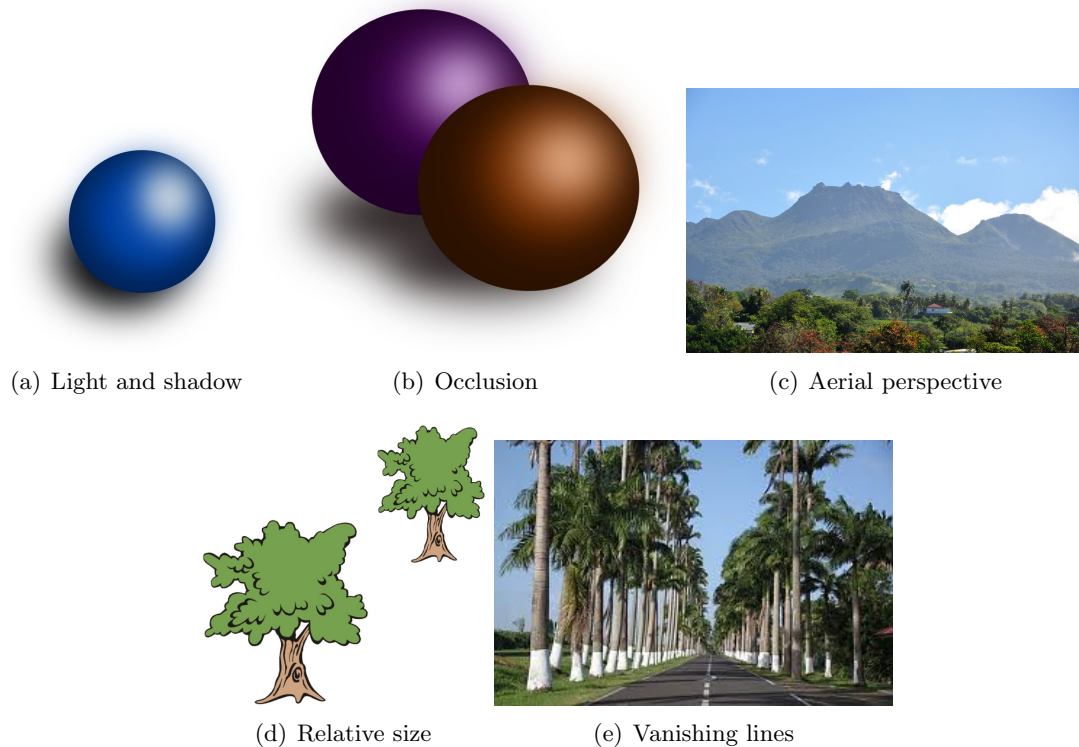 (a) Light and shadow
(b) Occlusion
(c) Aerial perspective
(d) Relative size
(e) Vanishing lines